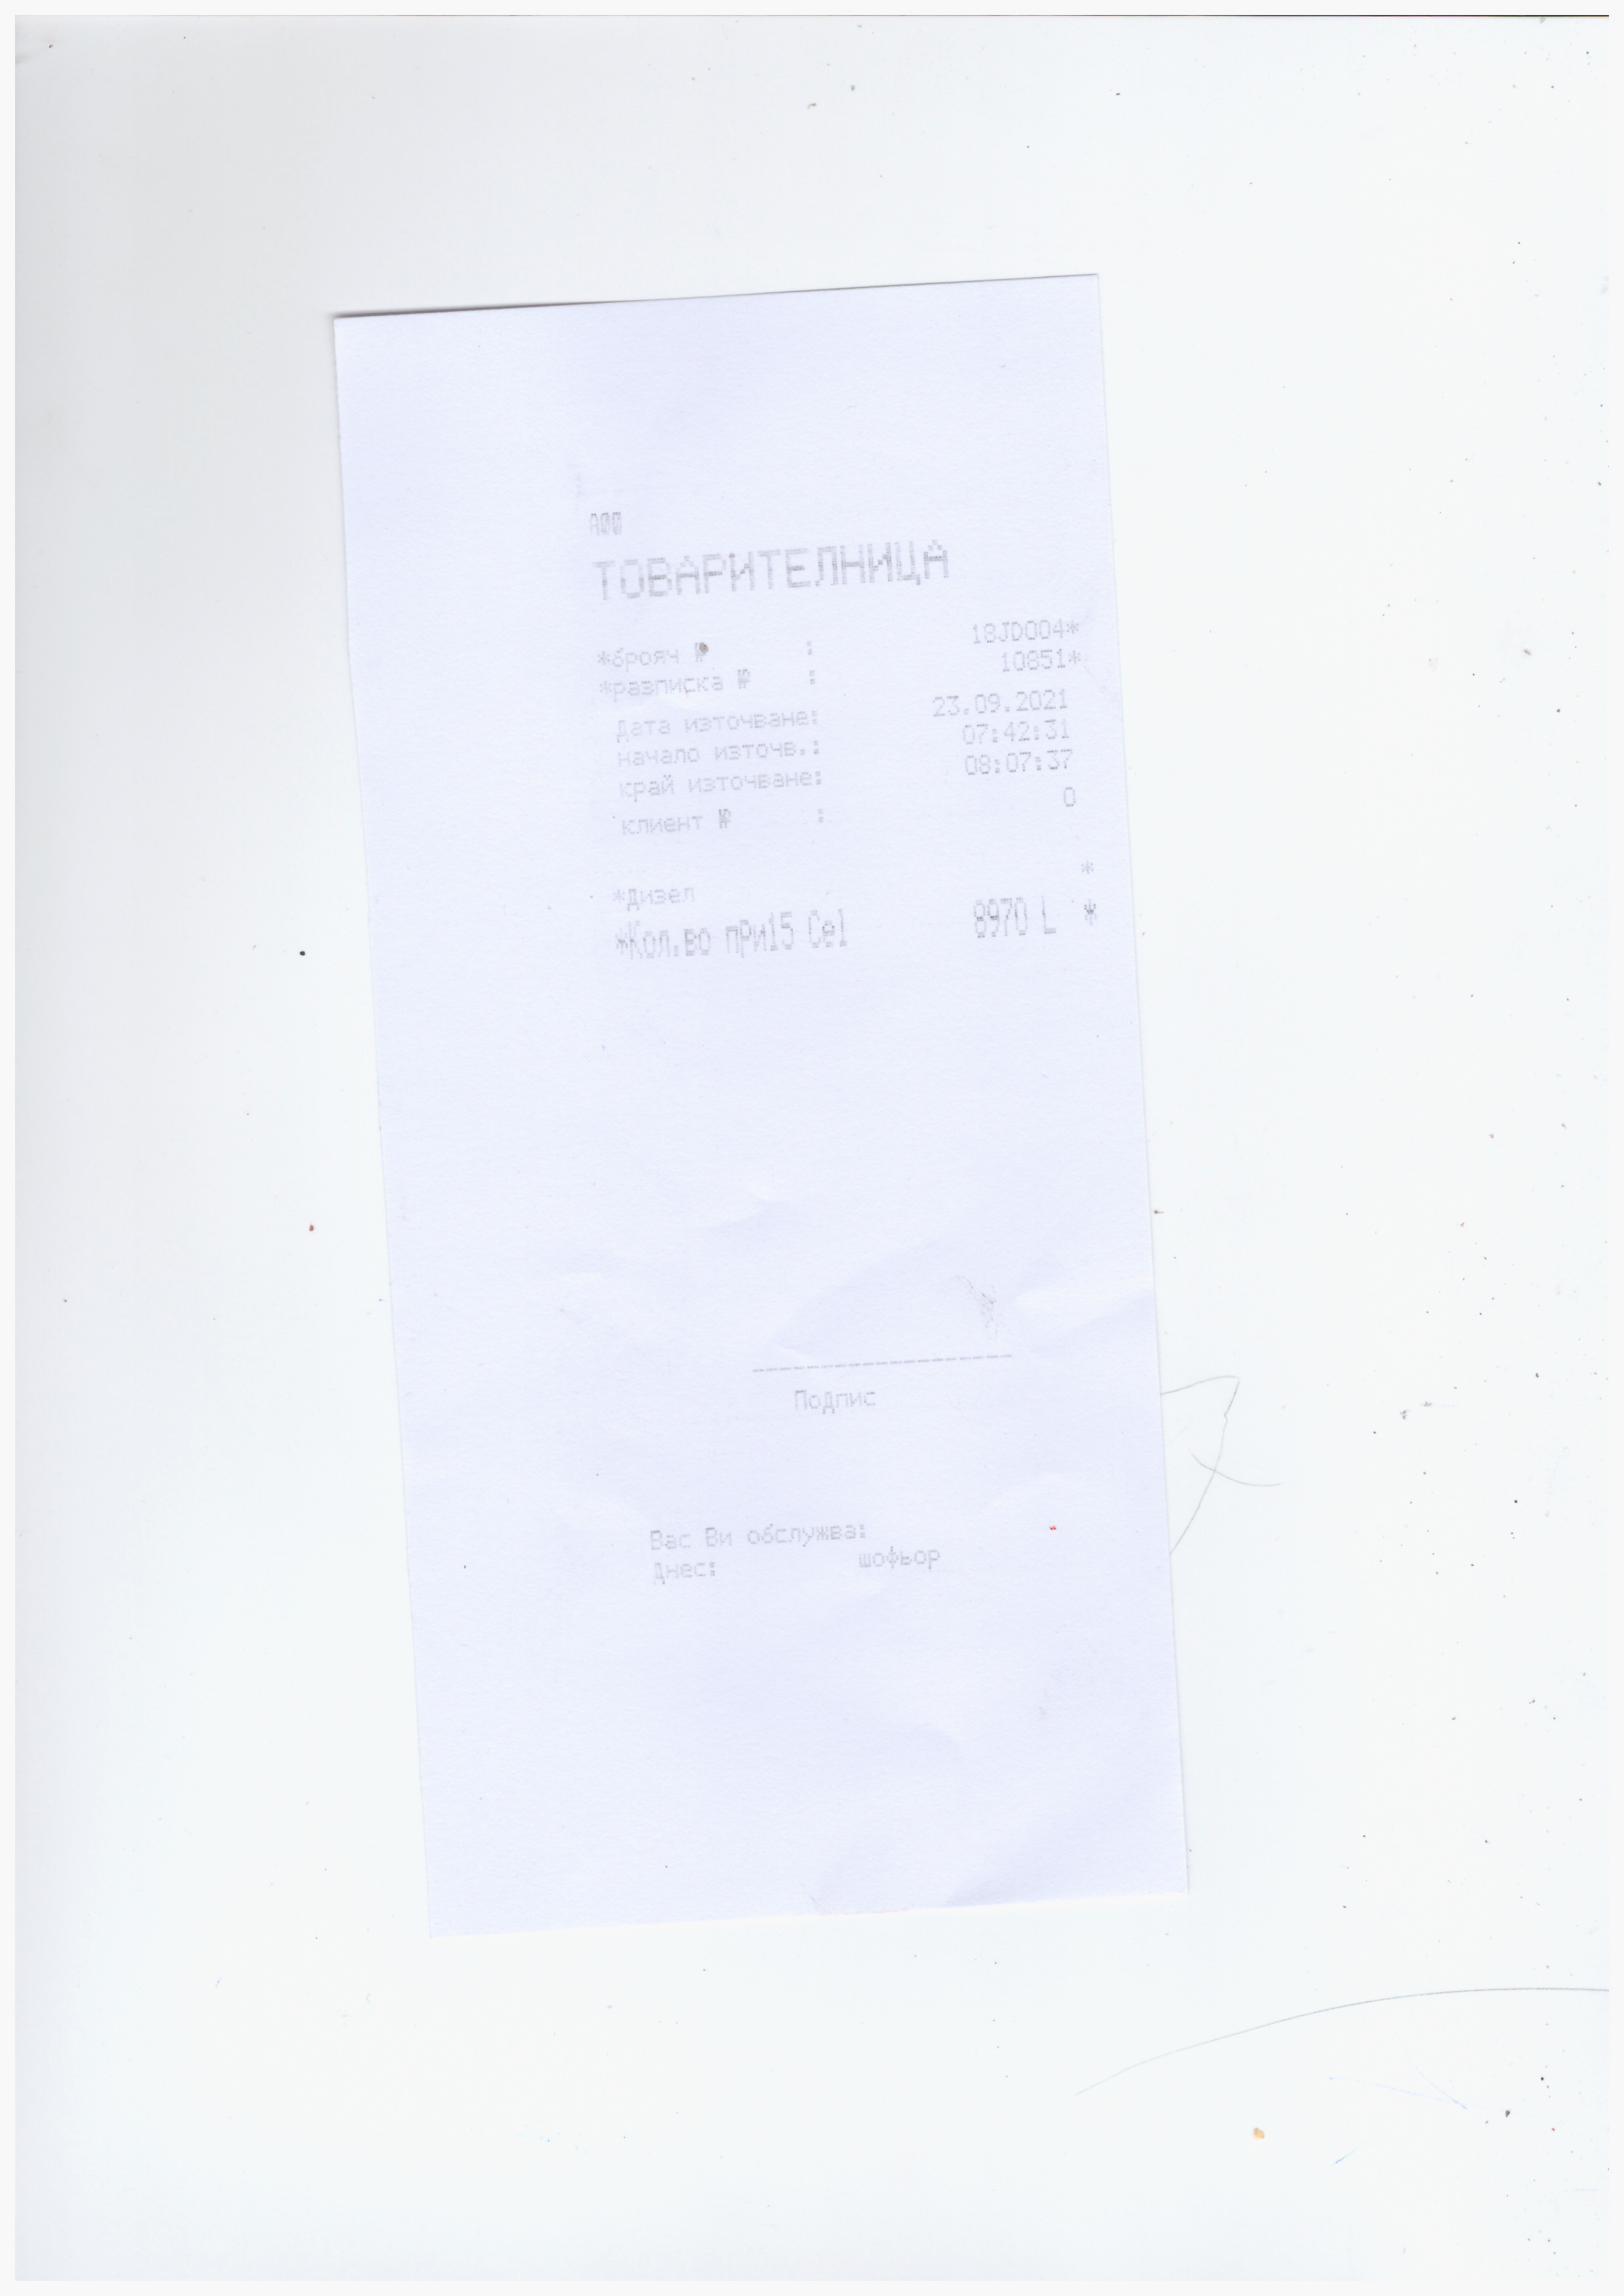 A00
ТОВАРИТЕЛНИЦА
*брояч № : 18JD004*
*разписка № : 10851*
Дата източване: 23.09.2021
начало източв.: 07:42:31
край източване: 08:07:37
клиент № : 0
*Дизел *
*Кол.во пРи15 Cel 8970 L *
Подпис
Вас Ви обслужва:
Днес: шофьор